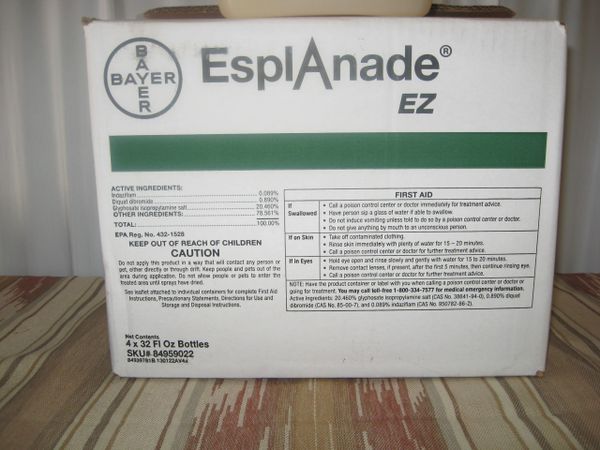 BAYER
BAYER
EsplAnade®
EZ
ACTIVE INGREDIENTS:
Indaziflam 0.089%
Diquat dibromide 0.890%
Glyphosate isopropylamine salt 20.460%
OTHER INGREDIENTS: 78.561%
TOTAL: 100.00%
EPA Reg. No. 432-1528
KEEP OUT OF REACH OF CHILDREN
CAUTION
Do not apply this product in a way that will contact any person or
pet, either directly or through drift. Keep people and pets out of the
area during application. Do not allow people or pets to enter the
treated area until sprays have dried.
See leaflet attached to individual containers for complete First Aid
Instructions, Precautionary Statements, Directions for Use and
Storage and Disposal Instructions.
FIRST AID
If Swallowed
• Call a poison control center or doctor immediately for treatment advice.
• Have person sip a glass of water if able to swallow.
• Do not induce vomiting unless told to do so by a poison control center or doctor.
• Do not give anything by mouth to an unconscious person.
If on Skin
• Take off contaminated clothing.
• Rinse skin immediately with plenty of water for 15 – 20 minutes.
• Call a poison control center or doctor for further treatment advice.
If in Eyes
• Hold eye open and rinse slowly and gently with water for 15 to 20 minutes.
• Remove contact lenses, if present, after the first 5 minutes, then continue rinsing eye.
• Call a poison control center or doctor for further treatment advice.
NOTE: Have the product container or label with you when calling a poison control center or doctor or
going for treatment. You may call toll-free 1-800-334-7577 for medical emergency information.
Active Ingredients: 20.460% glyphosate isopropylamine salt (CAS No. 38641-94-0), 0.890% diquat
dibromide (CAS No. 85-00-7), and 0.089% indaziflam (CAS No. 950782-86-2).
Net Contents
4 x 32 Fl Oz Bottles
SKU# 84959022